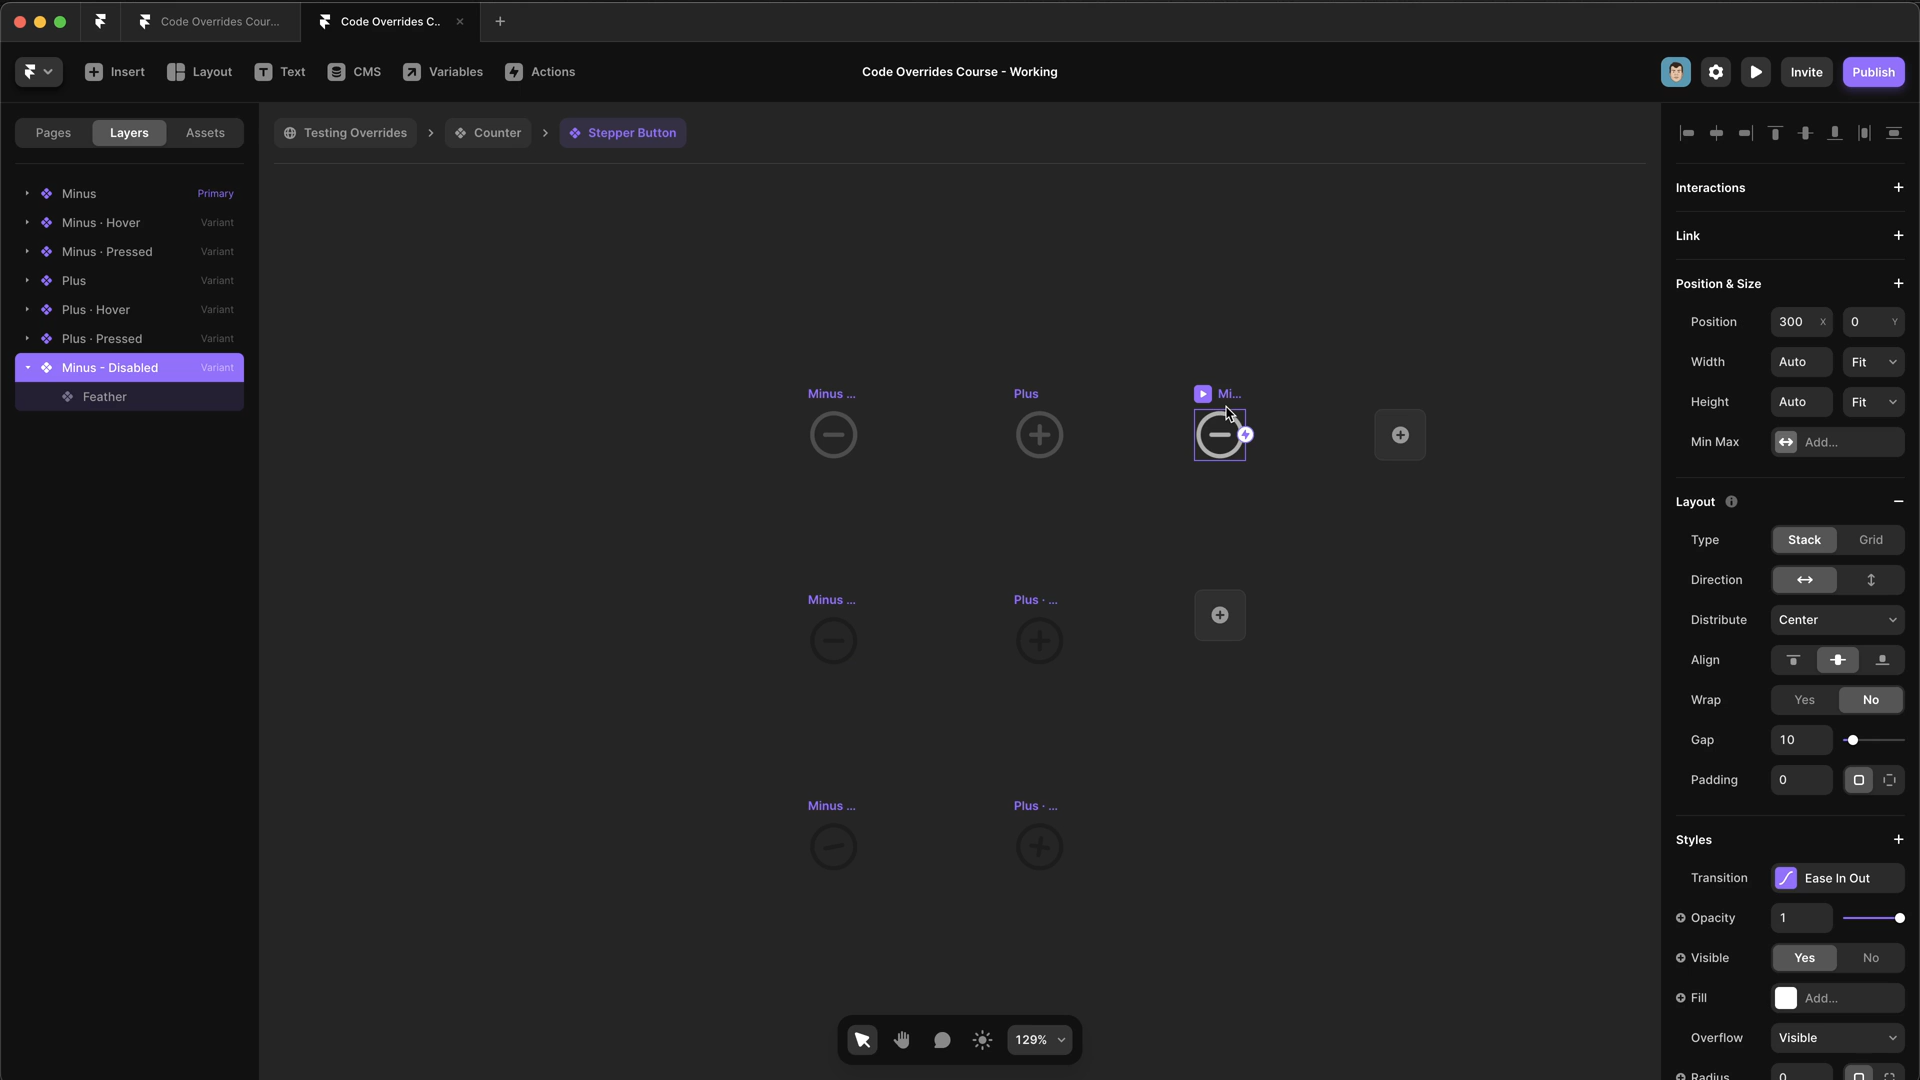 Code Overrides Cour...
Code Overrides C..
Insert
Layout
Text
CMS
Variables
Actions
Code Overrides Course - Working
Invite
Publish
Pages
Layers
Assets
Testing Overrides
Counter
Stepper Button
Minus Primary
Minus · Hover Variant
Minus · Pressed Variant
Plus Variant
Plus · Hover Variant
Plus · Pressed Variant
Minus - Disabled Variant
Feather
Minus ...
Plus
Mi...
Minus ...
Plus · ...
Minus ...
Plus · ...
129%
Interactions
Link
Position & Size
Position 300 X 0 Y
Width Auto Fit
Height Auto Fit
Min Max Add...
Layout
Type Stack Grid
Direction
Distribute Center
Align
Wrap Yes No
Gap 10
Padding 0
Styles
Transition Ease In Out
Opacity 1
Visible Yes No
Fill Add...
Overflow Visible
Radius 0